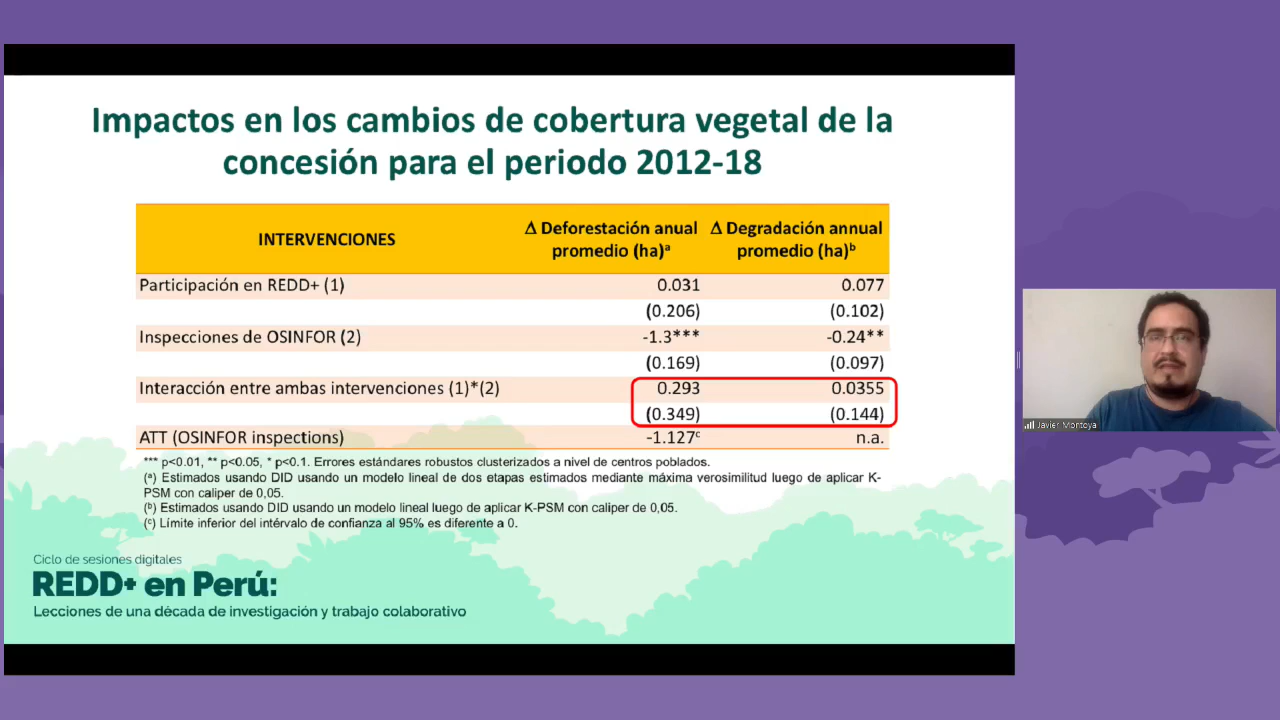 Impactos en los cambios de cobertura vegetal de la
concesión para el periodo 2012-18
INTERVENCIONES
Δ Deforestación anual
promedio (ha)ᵃ
Δ Degradación annual
promedio (ha)ᵇ
Participación en REDD+ (1) 0.031 0.077
(0.206) (0.102)
Inspecciones de OSINFOR (2) -1.3*** -0.24**
(0.169) (0.097)
Interacción entre ambas intervenciones (1)*(2) 0.293 0.0355
(0.349) (0.144)
ATT (OSINFOR inspections) -1.127ᶜ n.a.
*** p<0.01, ** p<0.05, * p<0.1. Errores estándares robustos clusterizados a nivel de centros poblados.
(ᵃ) Estimados usando DID usando un modelo lineal de dos etapas estimados mediante máxima verosimilitud luego de aplicar K-
PSM con caliper de 0,05.
(ᵇ) Estimados usando DID usando un modelo lineal luego de aplicar K-PSM con caliper de 0,05.
(ᶜ) Límite inferior del intérvalo de confianza al 95% es diferente a 0.
Ciclo de sesiones digitales
REDD+ en Perú:
Lecciones de una década de investigación y trabajo colaborativo
Javier Montoya